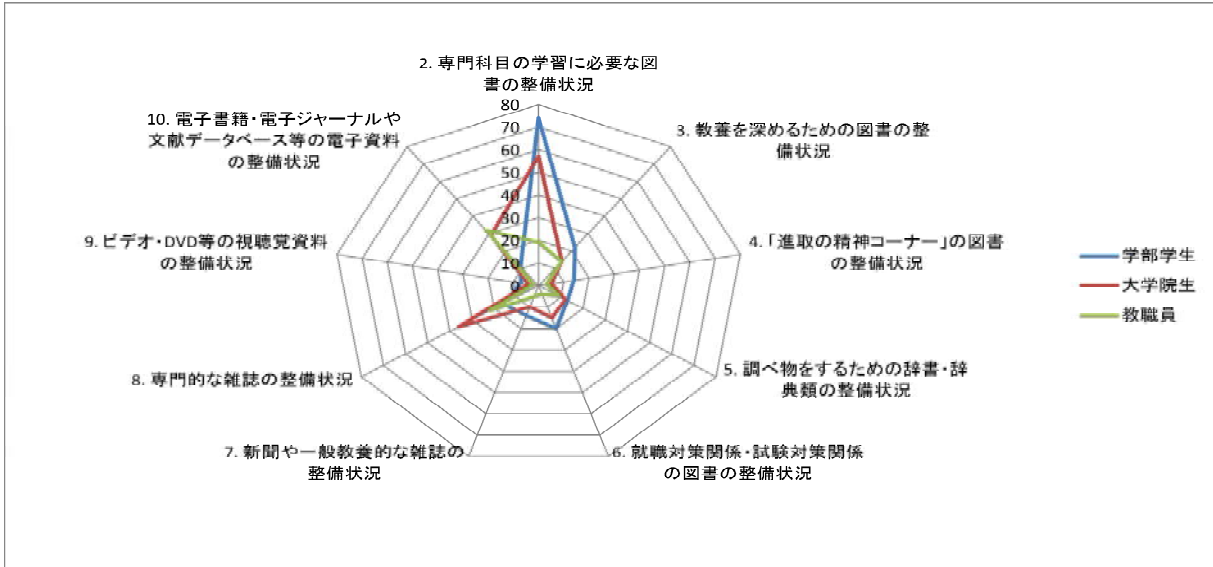 2. 専門科目の学習に必要な図
書の整備状況
3. 教養を深めるための図書の整
備状況
4.「進取の精神コーナー」の図書
の整備状況
5. 調べ物をするための辞書・辞
典類の整備状況
6. 就職対策関係・試験対策関係
の図書の整備状況
7. 新聞や一般教養的な雑誌の
整備状況
8. 専門的な雑誌の整備状況
9. ビデオ・DVD等の視聴覚資料
の整備状況
10. 電子書籍・電子ジャーナルや
文献データベース等の電子資料
の整備状況
80
70
60
50
40
30
20
10
0
学部学生
大学院生
教職員